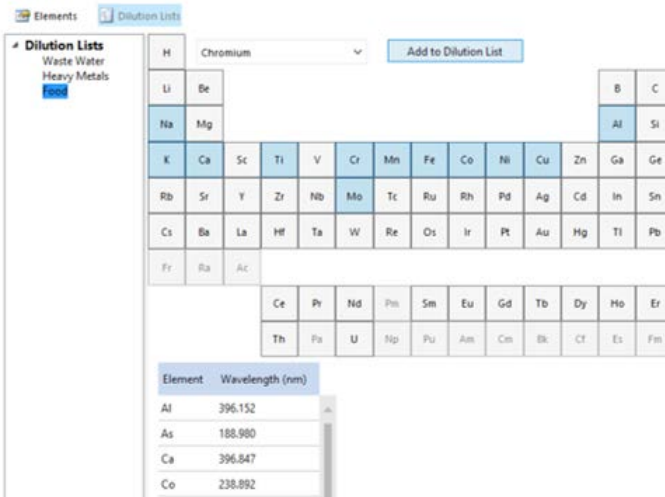 Elements Dilution Lists
Dilution Lists
Waste Water
Heavy Metals
Food
H Chromium Add to Dilution List
Li Be B C
Na Mg Al Si
K Ca Sc Ti V Cr Mn Fe Co Ni Cu Zn Ga Ge
Rb Sr Y Zr Nb Mo Tc Ru Rh Pd Ag Cd In Sn
Cs Ba La Hf Ta W Re Os Ir Pt Au Hg Tl Pb
Fr Ra Ac
Ce Pr Nd Pm Sm Eu Gd Tb Dy Ho Er
Th Pa U Np Pu Am Cm Bk Cf Es Fm
Element Wavelength (nm)
Al 396.152
As 188.980
Ca 396.847
Co 238.892